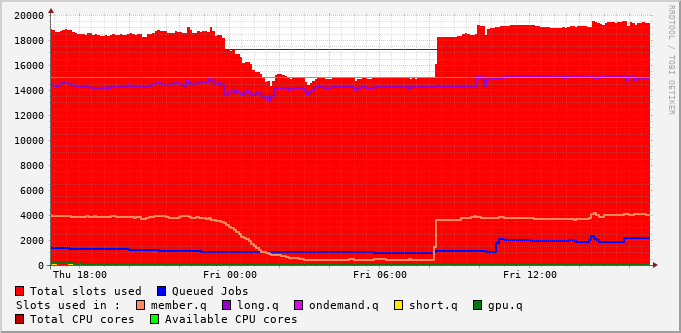 20000
18000
16000
14000
12000
10000
8000
6000
4000
2000
0
Thu 18:00 Fri 00:00 Fri 06:00 Fri 12:00
RRDTOOL / TOBI OETIKER
Total slots used Queued Jobs
Slots used in : member.q long.q ondemand.q short.q gpu.q
Total CPU cores Available CPU cores